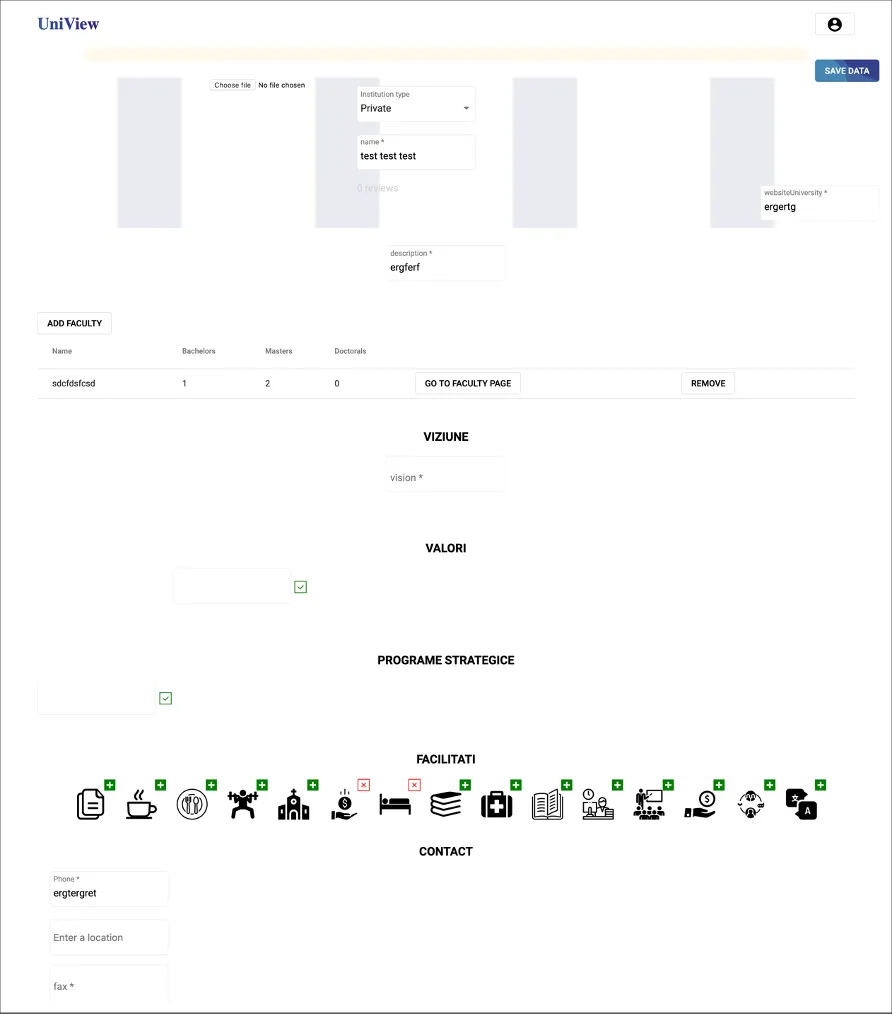 UniView
SAVE DATA
Choose file No file chosen
Institution type
Private
name *
test test test
0 reviews
websiteUniversity *
ergertg
description *
ergferf
ADD FACULTY
Name Bachelors Masters Doctorals
sdcfdsfcsd 1 2 0 GO TO FACULTY PAGE REMOVE
VIZIUNE
vision *
VALORI
PROGRAME STRATEGICE
FACILITATI
A
CONTACT
Phone *
ergtergret
Enter a location
fax *